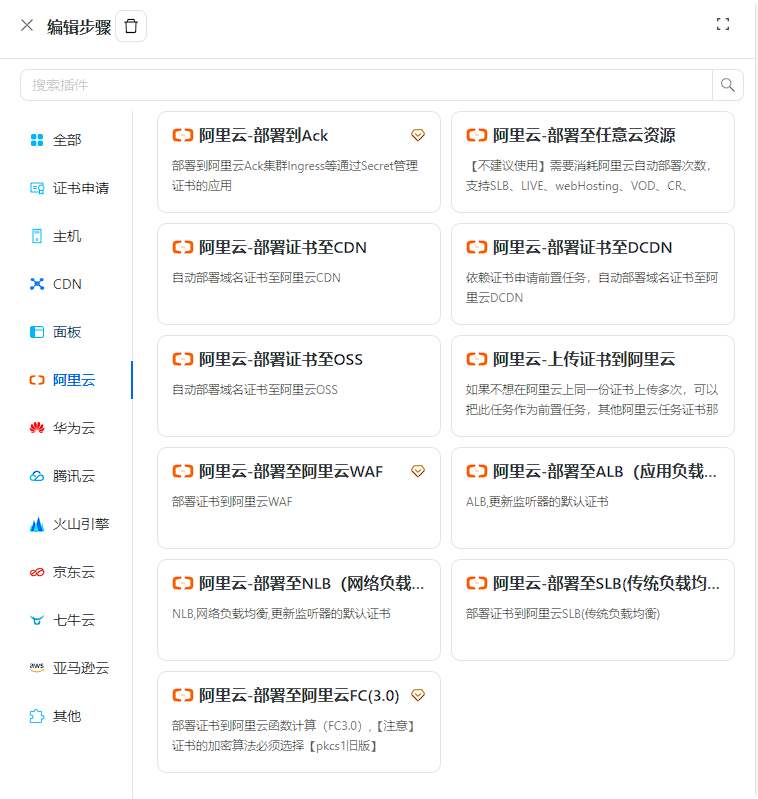 编辑步骤
搜索插件
全部
证书申请
主机
CDN
面板
阿里云
华为云
腾讯云
火山引擎
京东云
七牛云
亚马逊云
其他
阿里云-部署到Ack
部署到阿里云Ack集群Ingress等通过Secret管理
证书的应用
阿里云-部署至任意云资源
【不建议使用】需要消耗阿里云自动部署次数，
支持SLB、LIVE、webHosting、VOD、CR、
阿里云-部署证书至CDN
自动部署域名证书至阿里云CDN
阿里云-部署证书至DCDN
依赖证书申请前置任务，自动部署域名证书至阿
里云DCDN
阿里云-部署证书至OSS
自动部署域名证书至阿里云OSS
阿里云-上传证书到阿里云
如果不想在阿里云上同一份证书上传多次，可以
把此任务作为前置任务，其他阿里云任务证书那
阿里云-部署至阿里云WAF
部署证书到阿里云WAF
阿里云-部署至ALB（应用负载...
ALB,更新监听器的默认证书
阿里云-部署至NLB（网络负载...
NLB,网络负载均衡,更新监听器的默认证书
阿里云-部署至SLB(传统负载均...
部署证书到阿里云SLB(传统负载均衡)
阿里云-部署至阿里云FC(3.0)
部署证书到阿里云函数计算（FC3.0）,【注意】
证书的加密算法必须选择【pkcs1旧版】